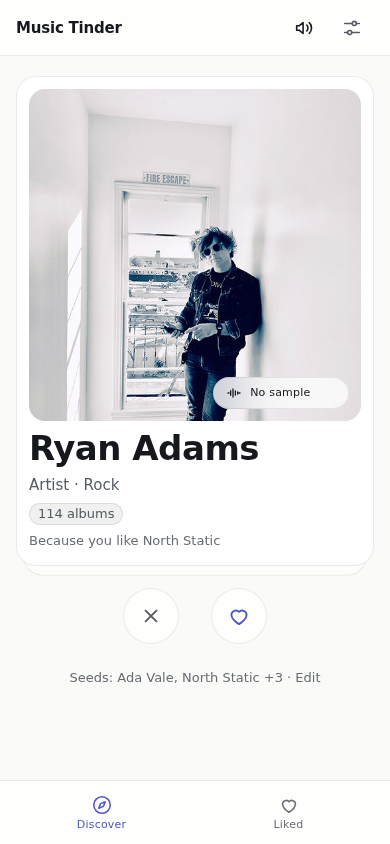 Music Tinder
FIRE ESCAPE
No sample
Ryan Adams
Artist · Rock
114 albums
Because you like North Static
Seeds: Ada Vale, North Static +3 · Edit
Discover
Liked